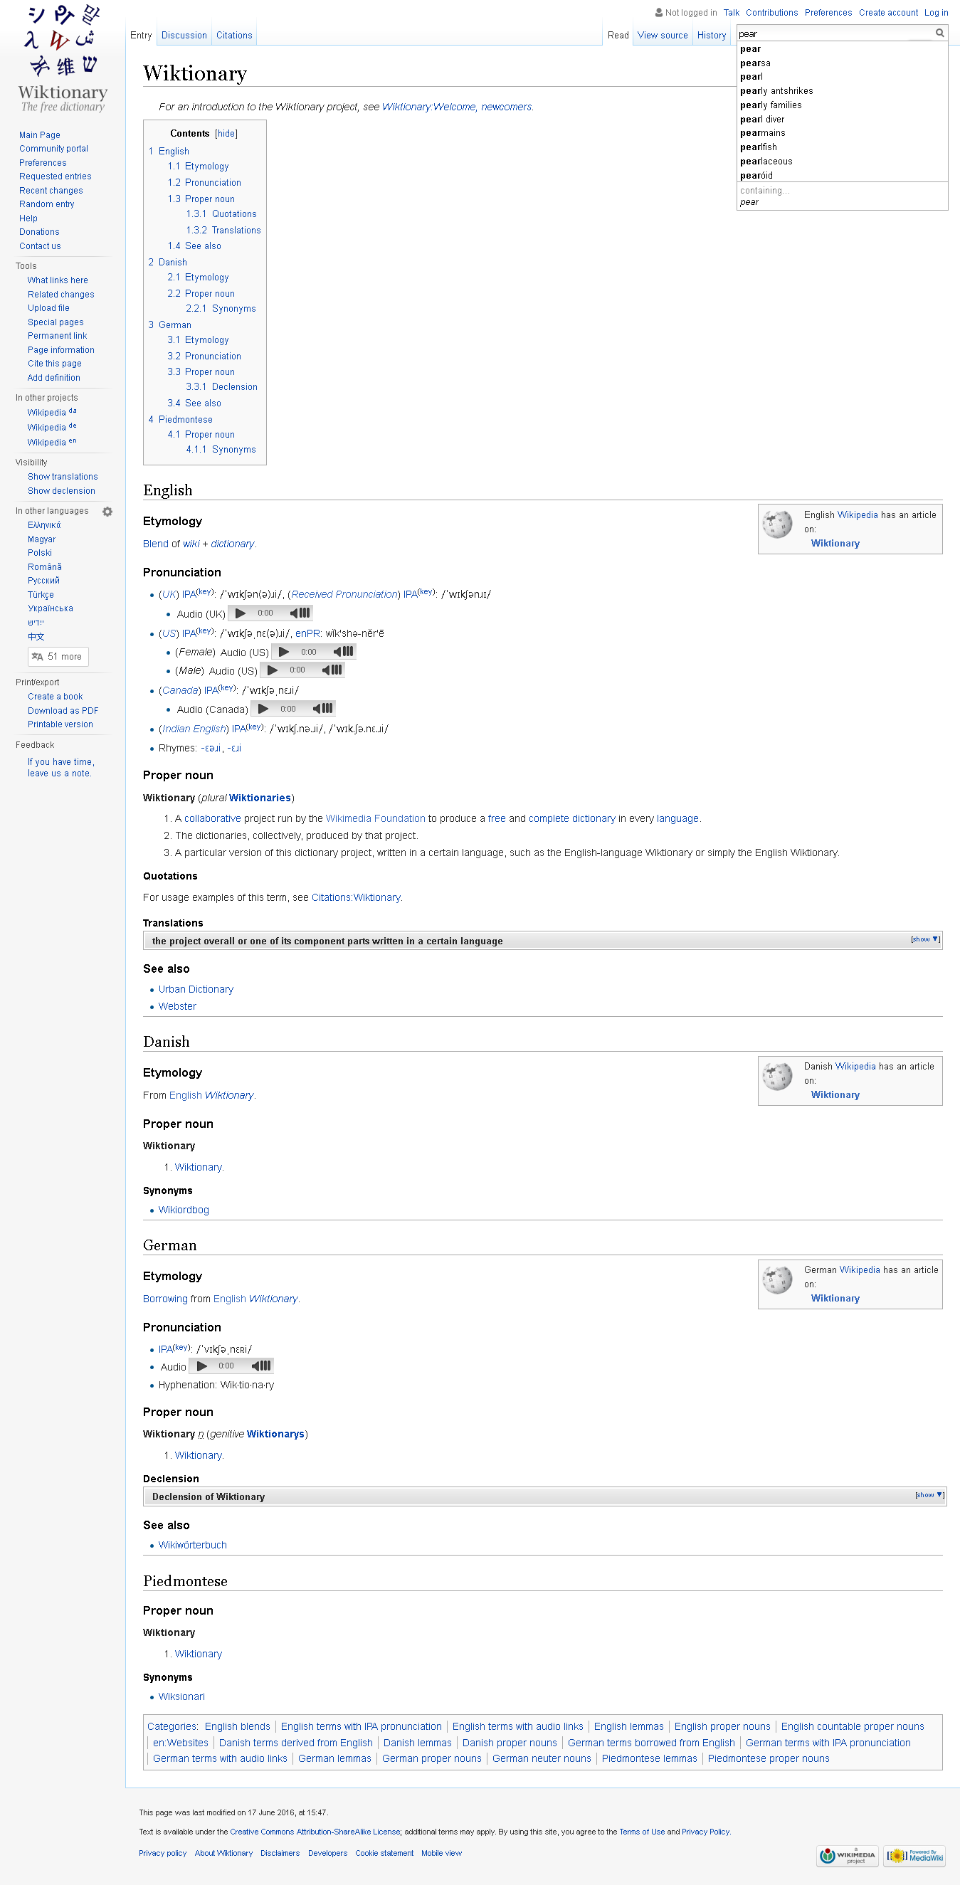 Not logged in Talk Contributions Preferences Create account Log in
Entry Discussion Citations Read View source History pear
pear
pearsa
pearl
pearly antshrikes
pearly families
pearl diver
pearmains
pearlfish
pearlaceous
pearóid
containing...
pear
Wiktionary
The free dictionary
Main Page
Community portal
Preferences
Requested entries
Recent changes
Random entry
Help
Donations
Contact us
Tools
What links here
Related changes
Upload file
Special pages
Permanent link
Page information
Cite this page
Add definition
In other projects
Wikipedia da
Wikipedia de
Wikipedia en
Visibility
Show translations
Show declension
In other languages
Ελληνικά
Magyar
Polski
Română
Русский
Türkçe
Українська
ייִדיש
中文
51 more
Print/export
Create a book
Download as PDF
Printable version
Feedback
If you have time,
leave us a note.
Wiktionary
For an introduction to the Wiktionary project, see Wiktionary:Welcome, newcomers.
Contents [hide]
1 English
1.1 Etymology
1.2 Pronunciation
1.3 Proper noun
1.3.1 Quotations
1.3.2 Translations
1.4 See also
2 Danish
2.1 Etymology
2.2 Proper noun
2.2.1 Synonyms
3 German
3.1 Etymology
3.2 Pronunciation
3.3 Proper noun
3.3.1 Declension
3.4 See also
4 Piedmontese
4.1 Proper noun
4.1.1 Synonyms
English
English Wikipedia has an article
on:
Wiktionary
Etymology
Blend of wiki + dictionary.
Pronunciation
• (UK) IPA(key): /ˈwɪkʃən(ə)ɹi/, (Received Pronunciation) IPA(key): /ˈwɪkʃənɹɪ/
• Audio (UK) 0:00
• (US) IPA(key): /ˈwɪkʃəˌnɛ(ə)ɹi/, enPR: wĭk'shə-nĕr'ē
• (Female) Audio (US) 0:00
• (Male) Audio (US) 0:00
• (Canada) IPA(key): /ˈwɪkʃəˌnɛɹi/
• Audio (Canada) 0:00
• (Indian English) IPA(key): /ˈwɪkʃ.nəɹi/, /ˈwɪk.ʃə.nɛ.ɹi/
• Rhymes: -ɛəɹi, -ɛɹi
Proper noun
Wiktionary (plural Wiktionaries)
1. A collaborative project run by the Wikimedia Foundation to produce a free and complete dictionary in every language.
2. The dictionaries, collectively, produced by that project.
3. A particular version of this dictionary project, written in a certain language, such as the English-language Wiktionary or simply the English Wiktionary.
Quotations
For usage examples of this term, see Citations:Wiktionary.
Translations
the project overall or one of its component parts written in a certain language [show ▼]
See also
• Urban Dictionary
• Webster
Danish
Danish Wikipedia has an article
on:
Wiktionary
Etymology
From English Wiktionary.
Proper noun
Wiktionary
1. Wiktionary.
Synonyms
• Wikiordbog
German
German Wikipedia has an article
on:
Wiktionary
Etymology
Borrowing from English Wiktionary.
Pronunciation
• IPA(key): /ˈvɪkʃəˌnɛʀi/
• Audio 0:00
• Hyphenation: Wik‧tio‧na‧ry
Proper noun
Wiktionary n (genitive Wiktionarys)
1. Wiktionary.
Declension
Declension of Wiktionary [show ▼]
See also
• Wikiwörterbuch
Piedmontese
Proper noun
Wiktionary
1. Wiktionary
Synonyms
• Wiksionari
Categories: English blends | English terms with IPA pronunciation | English terms with audio links | English lemmas | English proper nouns | English countable proper nouns
| en:Websites | Danish terms derived from English | Danish lemmas | Danish proper nouns | German terms borrowed from English | German terms with IPA pronunciation
| German terms with audio links | German lemmas | German proper nouns | German neuter nouns | Piedmontese lemmas | Piedmontese proper nouns
This page was last modified on 17 June 2016, at 15:47.
Text is available under the Creative Commons Attribution-ShareAlike License; additional terms may apply. By using this site, you agree to the Terms of Use and Privacy Policy.
Privacy policy About Wiktionary Disclaimers Developers Cookie statement Mobile view
A WIKIMEDIA project
Powered By MediaWiki